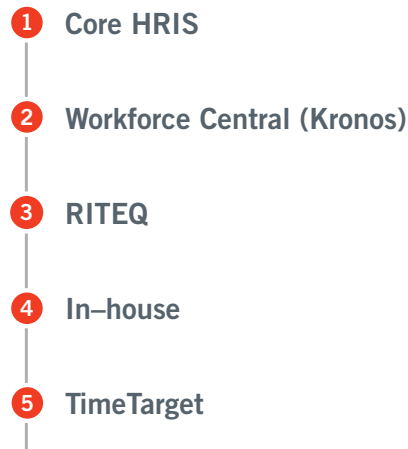 1 Core HRIS
2 Workforce Central (Kronos)
3 RITEQ
4 In–house
5 TimeTarget